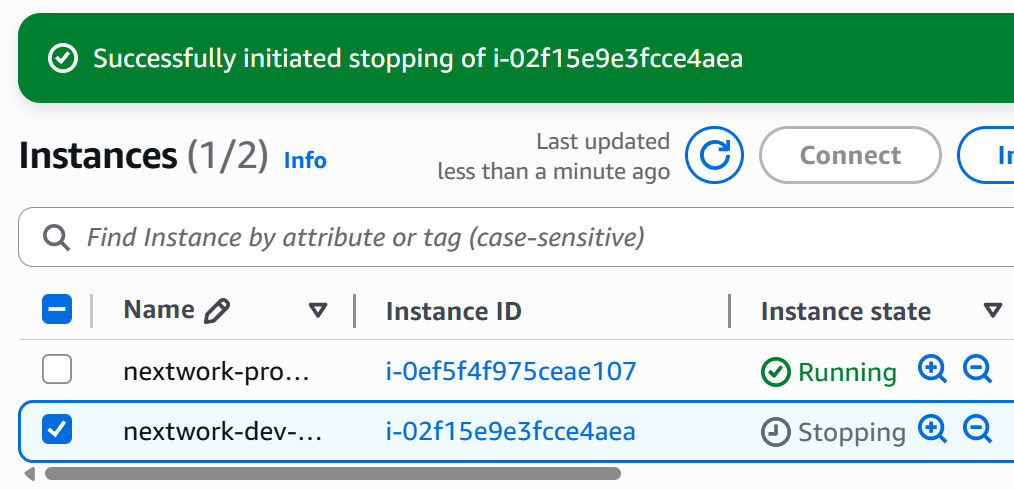 Successfully initiated stopping of i-02f15e9e3fcce4aea
Instances (1/2) Info
Last updated
less than a minute ago
Connect
Find Instance by attribute or tag (case-sensitive)
Name Instance ID Instance state
nextwork-pro... i-0ef5f4f975ceae107 Running
nextwork-dev-... i-02f15e9e3fcce4aea Stopping